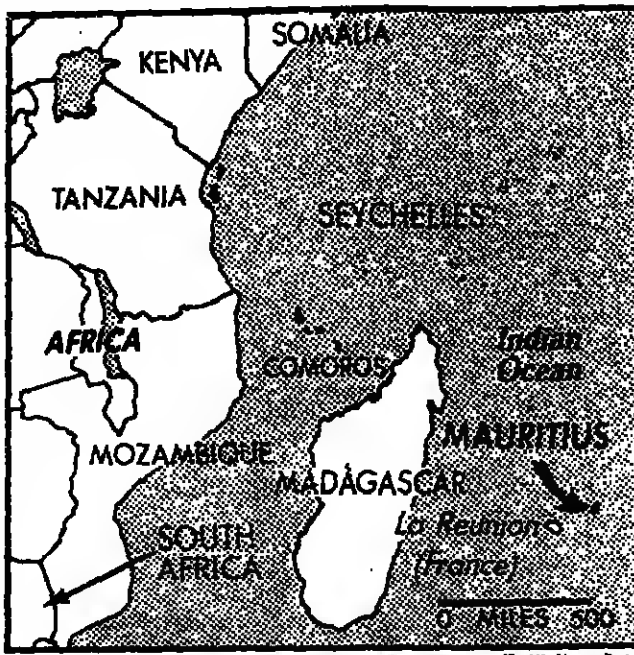 SOMALIA
KENYA
TANZANIA
SEYCHELLES
AFRICA
COMOROS
Indian
Ocean
MAURITIUS
MOZAMBIQUE
MADAGASCAR
La Reunion
(France)
SOUTH
AFRICA
0 MILES 500